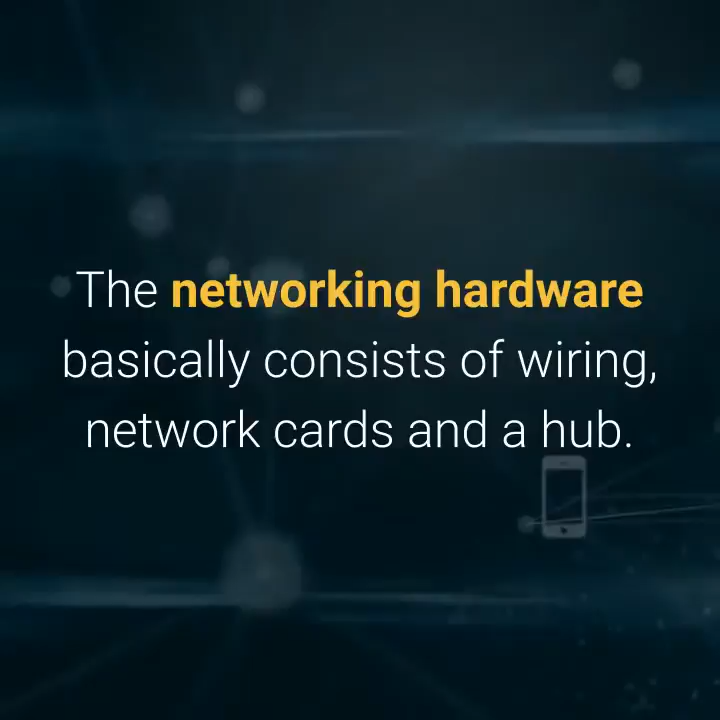 The networking hardware
basically consists of wiring,
network cards and a hub.